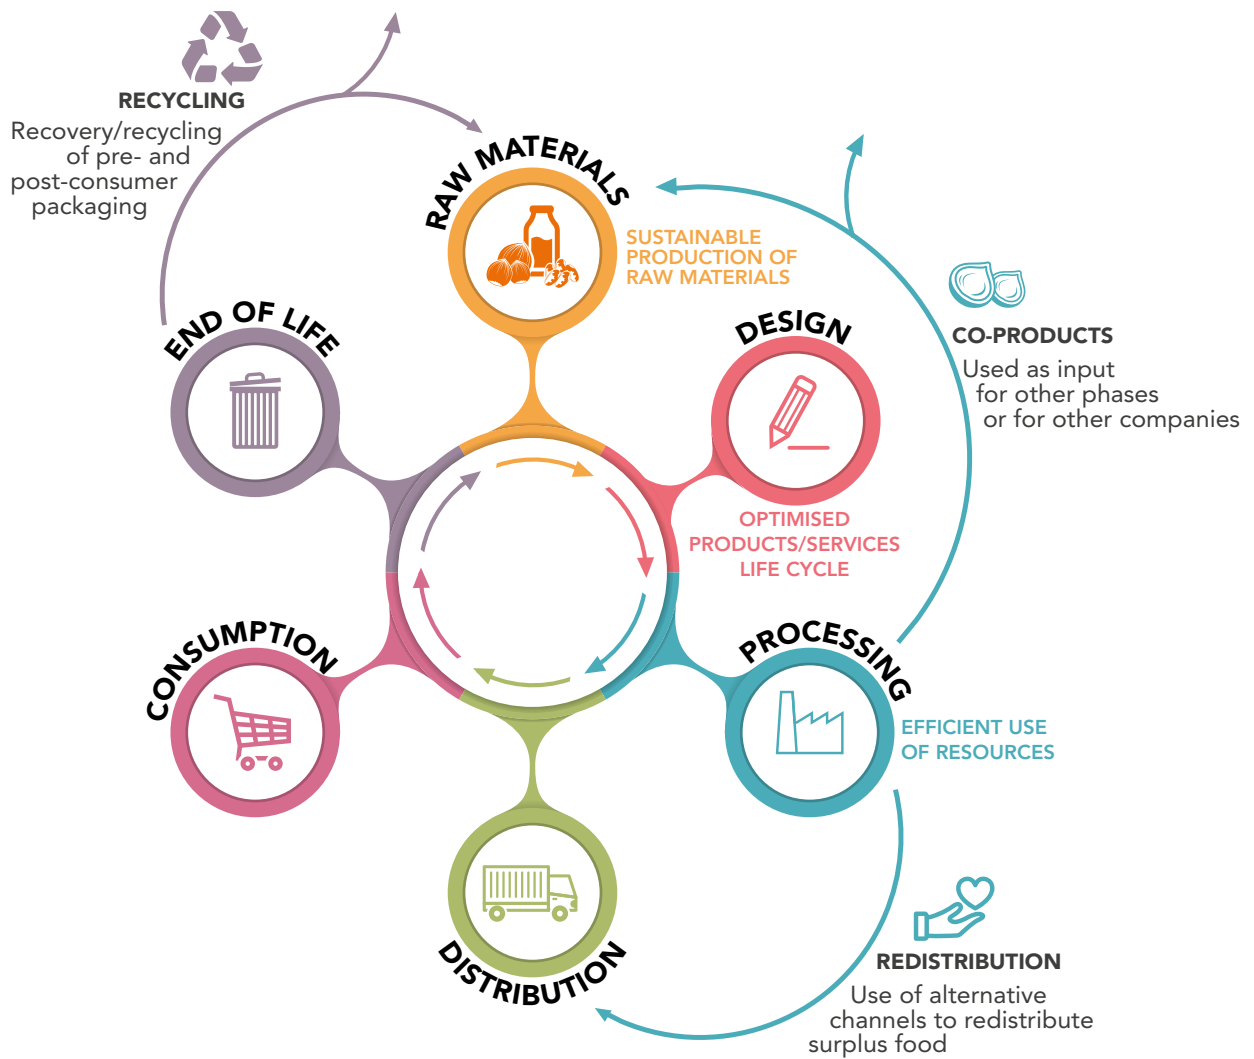 RECYCLING
Recovery/recycling
of pre- and
post-consumer
packaging
RAW MATERIALS
SUSTAINABLE
PRODUCTION OF
RAW MATERIALS
DESIGN
OPTIMISED
PRODUCTS/SERVICES
LIFE CYCLE
CO-PRODUCTS
Used as input
for other phases
or for other companies
PROCESSING
EFFICIENT USE
OF RESOURCES
REDISTRIBUTION
Use of alternative
channels to redistribute
surplus food
DISTRIBUTION
CONSUMPTION
END OF LIFE